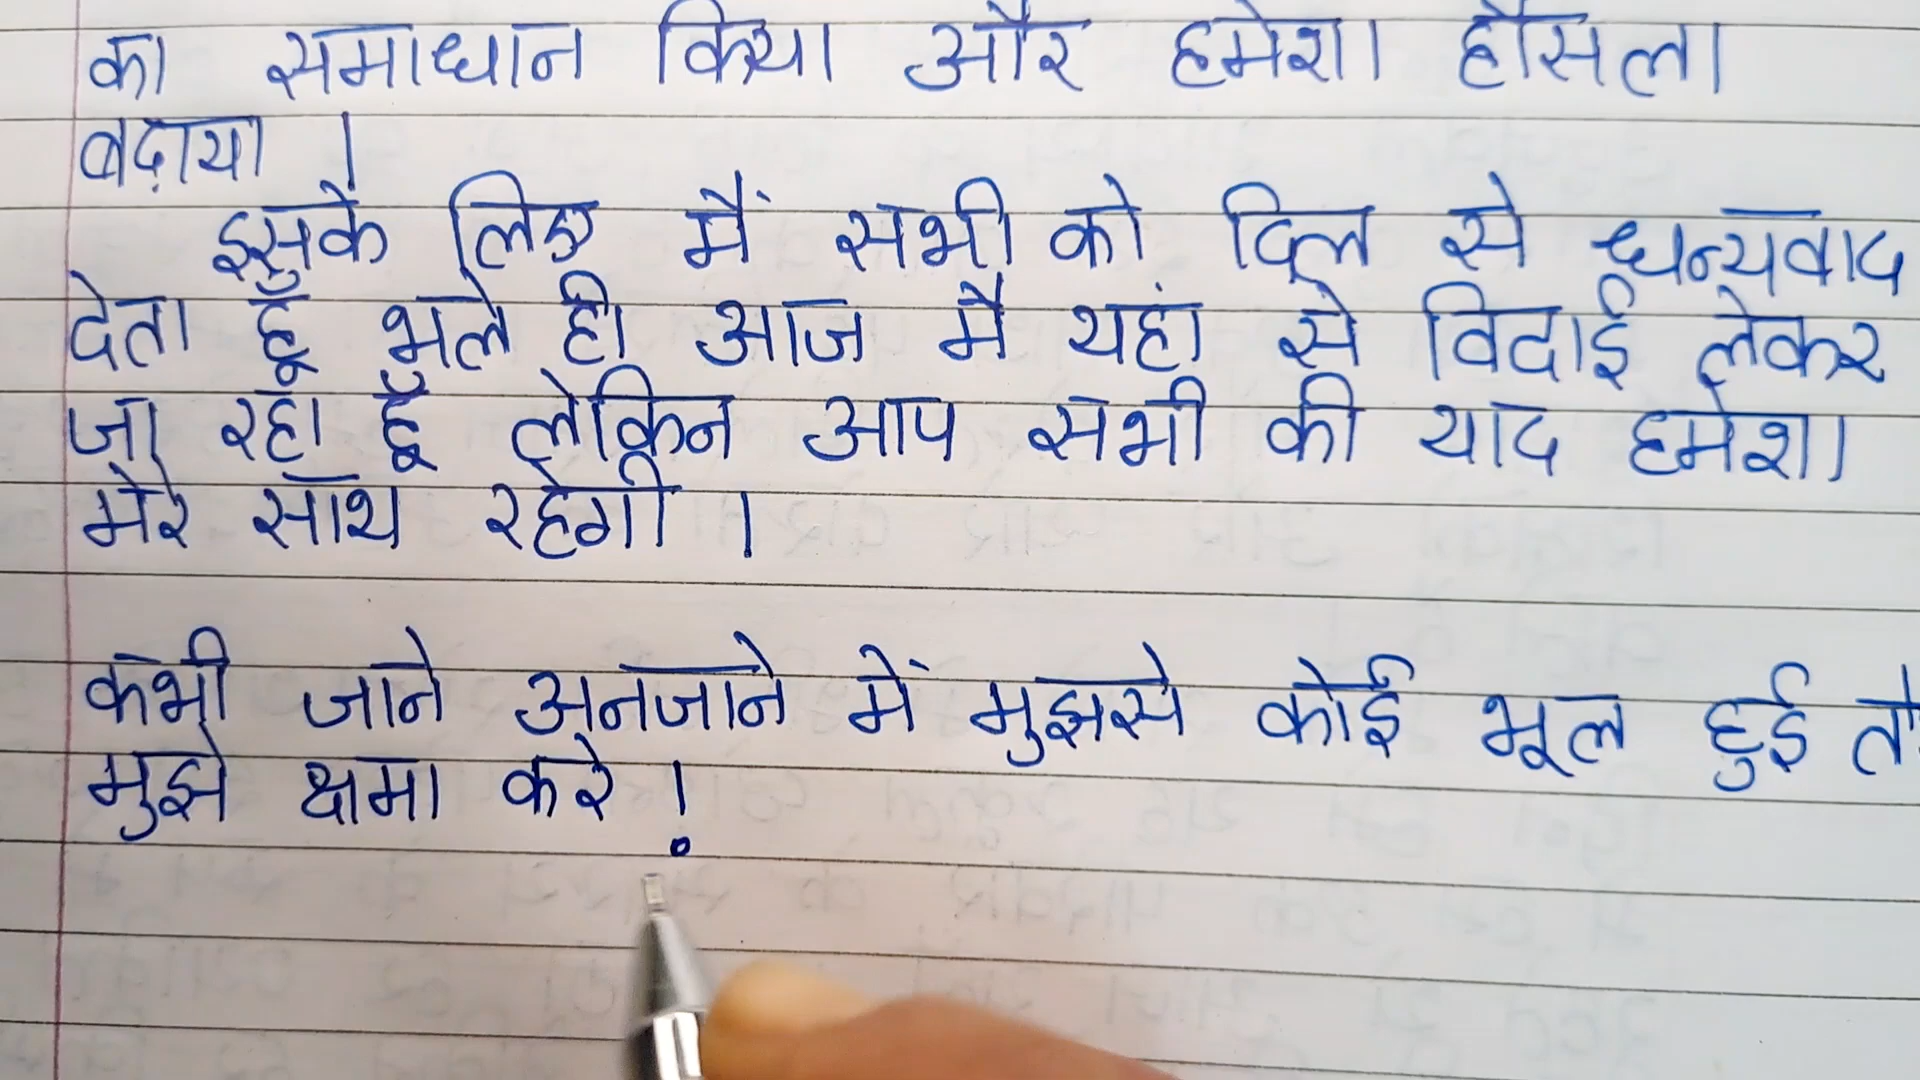 का समाधान किया और हमेशा हौसला
बढ़ाया ।
इसके लिए मैं सभी को दिल से धन्यवाद
देता हूँ भले ही आज मै यहां से विदाई लेकर
जा रहा हूँ लेकिन आप सभी की याद हमेशा
मेरे साथ रहेगी ।
कभी जाने अनजाने में मुझसे कोई भूल हुई तो
मुझे क्षमा करे !